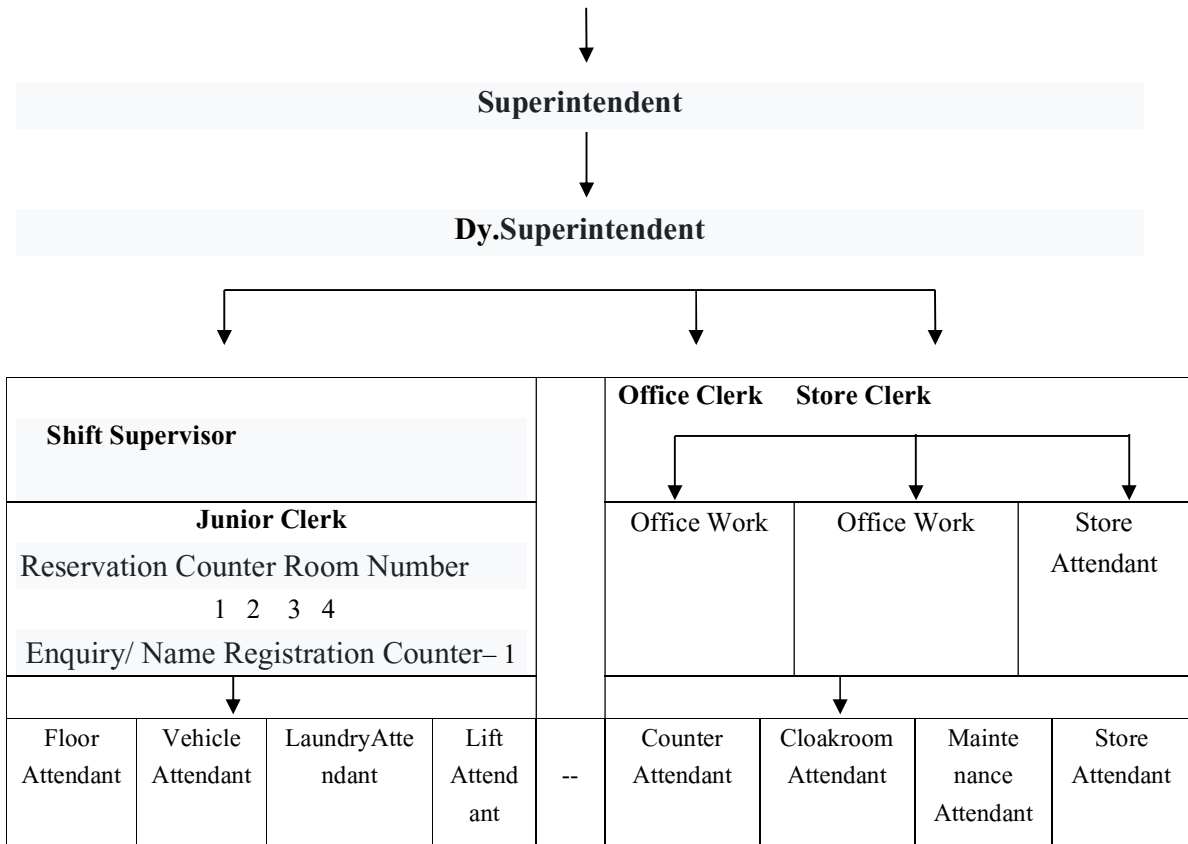 Superintendent
Dy.Superintendent
Shift Supervisor
Office Clerk Store Clerk
Junior Clerk
Reservation Counter Room Number
1 2 3 4
Enquiry/ Name Registration Counter– 1
Office Work
Office Work
Store
Attendant
Floor
Attendant
Vehicle
Attendant
LaundryAtte
ndant
Lift
Attend
ant
--
Counter
Attendant
Cloakroom
Attendant
Mainte
nance
Attendant
Store
Attendant